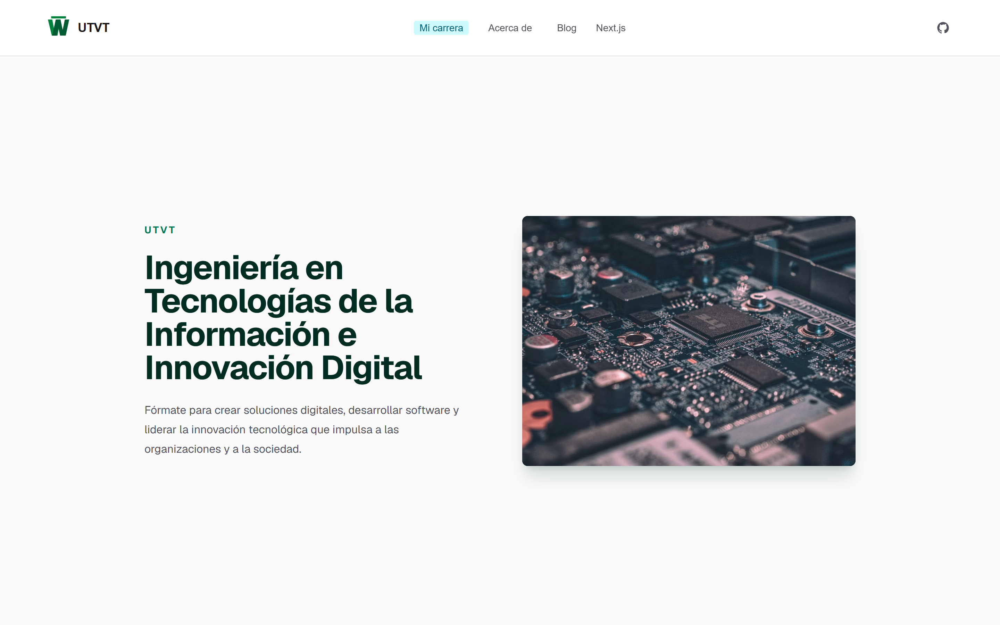 UTVT
Mi carrera
Acerca de
Blog
Next.js
UTVT
Ingeniería en
Tecnologías de la
Información e
Innovación Digital
Fórmate para crear soluciones digitales, desarrollar software y
liderar la innovación tecnológica que impulsa a las
organizaciones y a la sociedad.